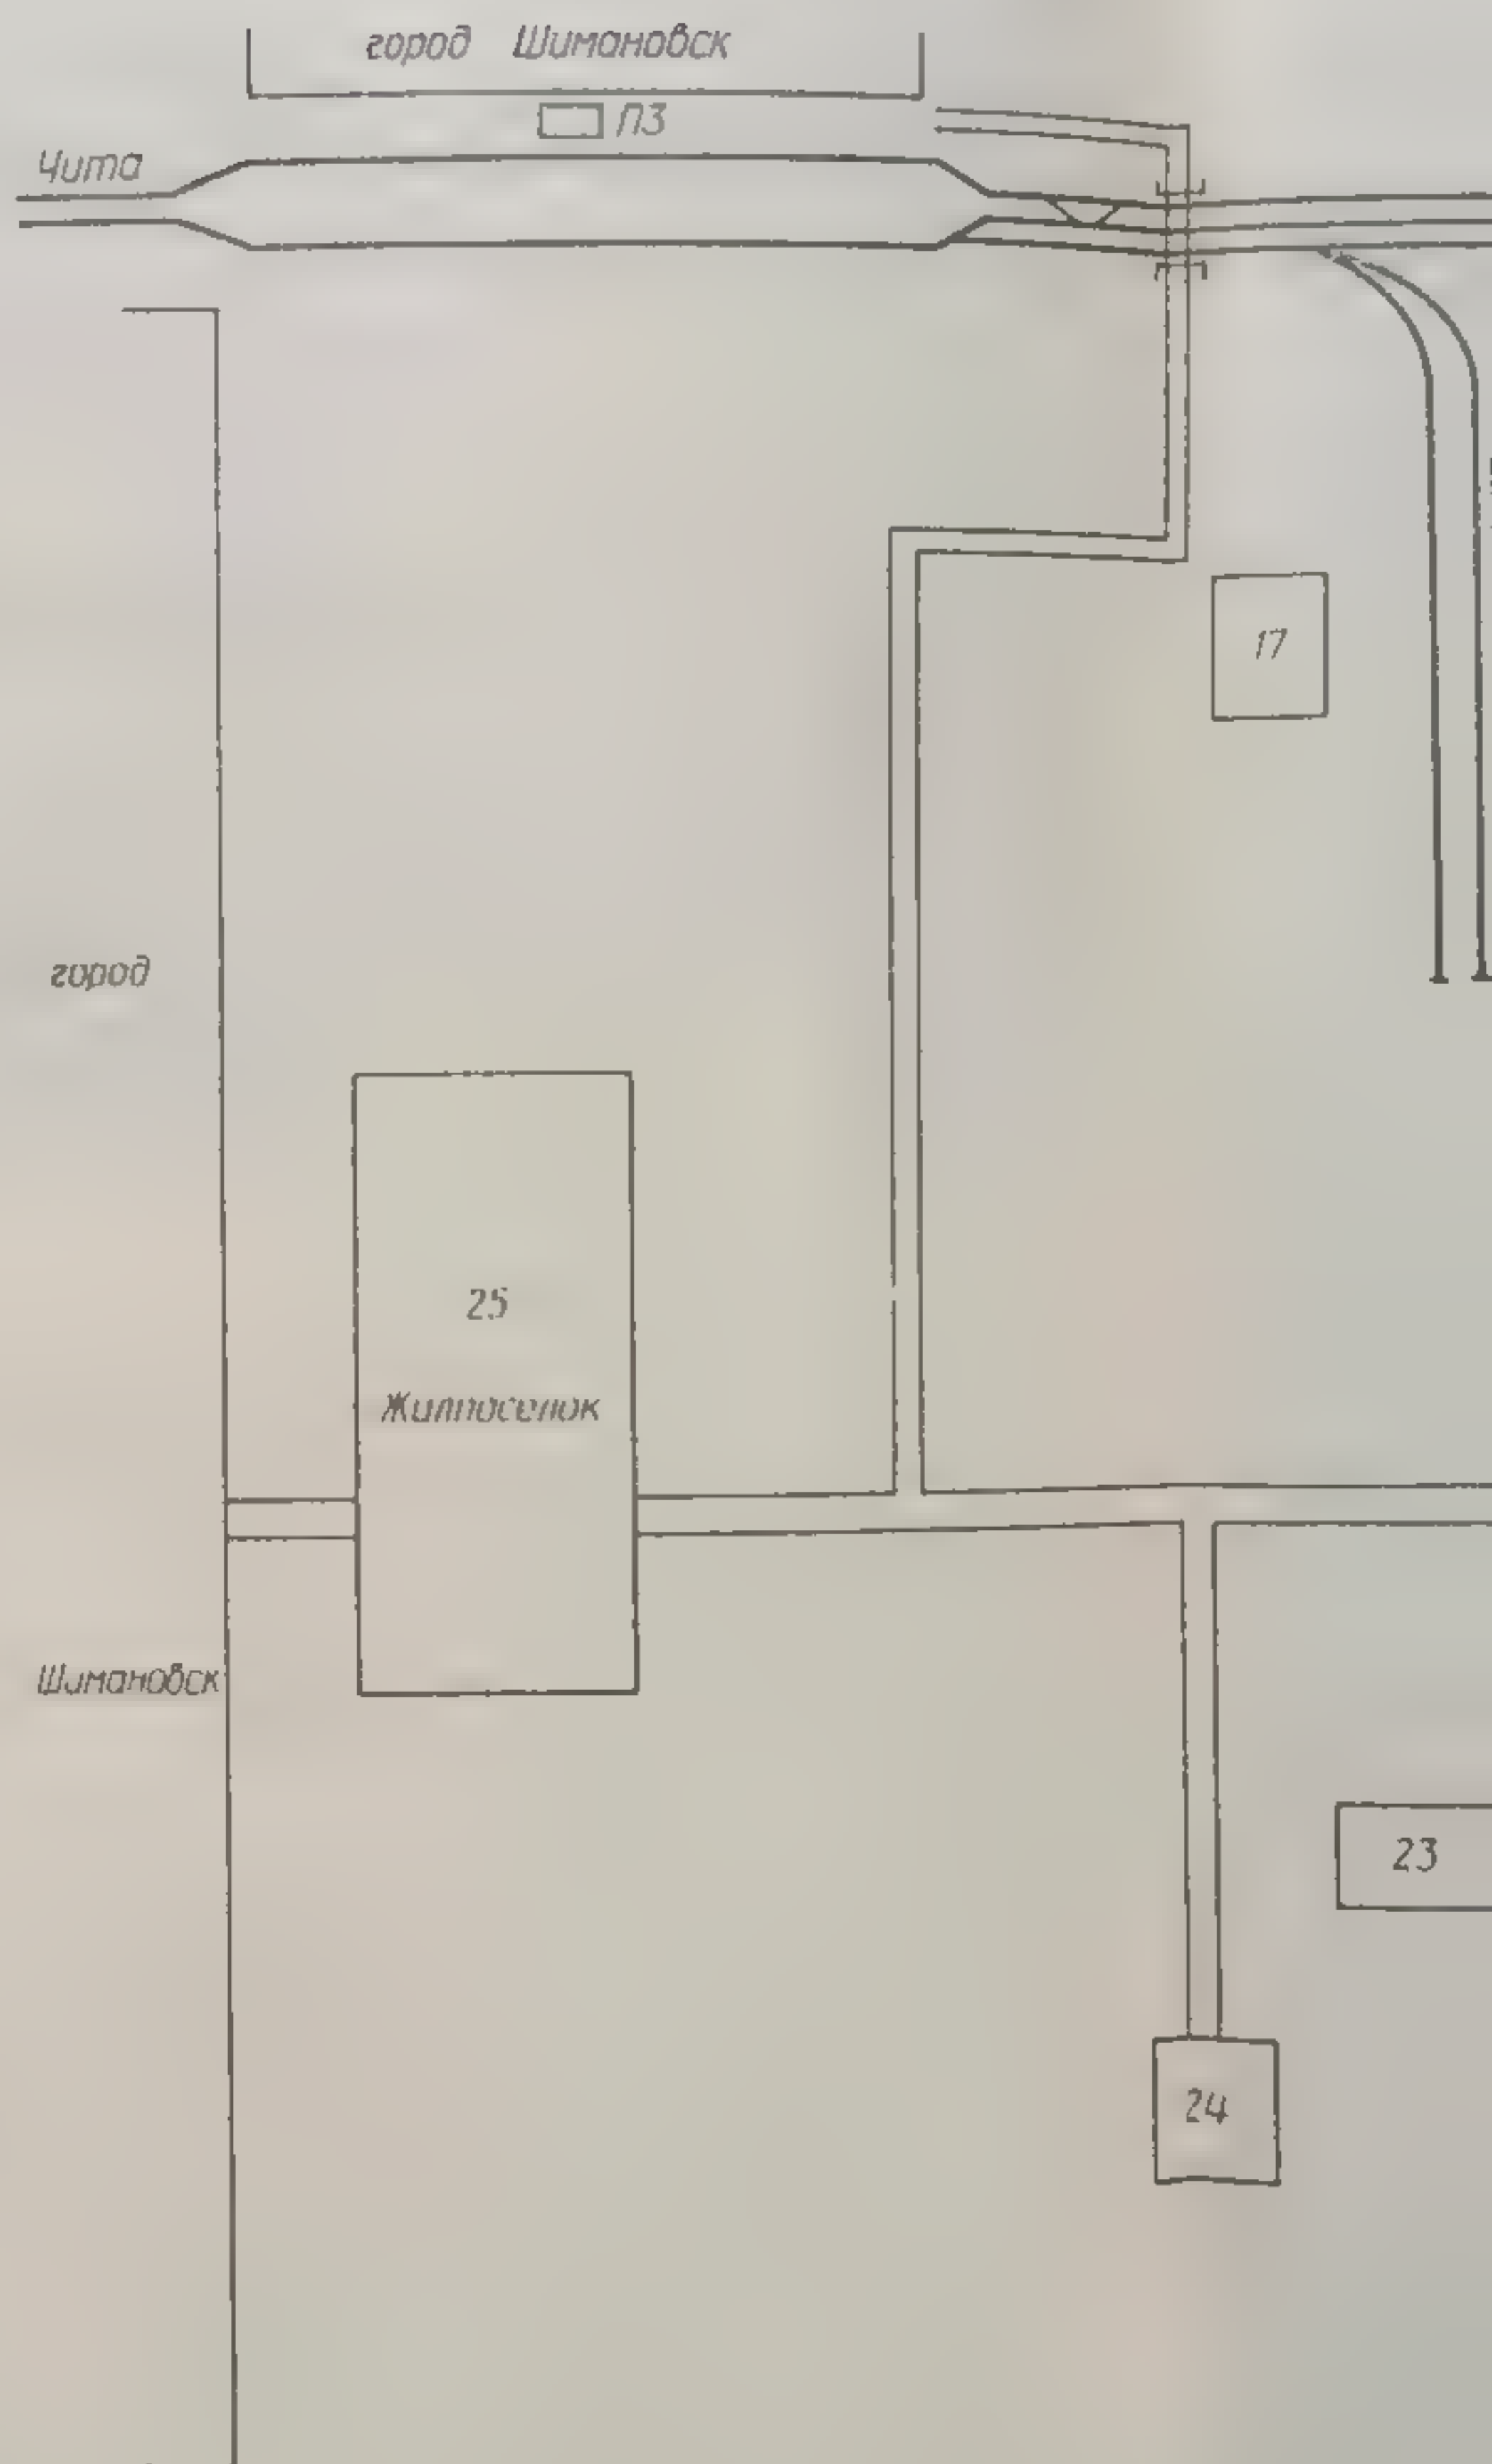 город Шимановск
ПЗ
Чита
17
город
25
Жилпоселок
Шимановск
23
24